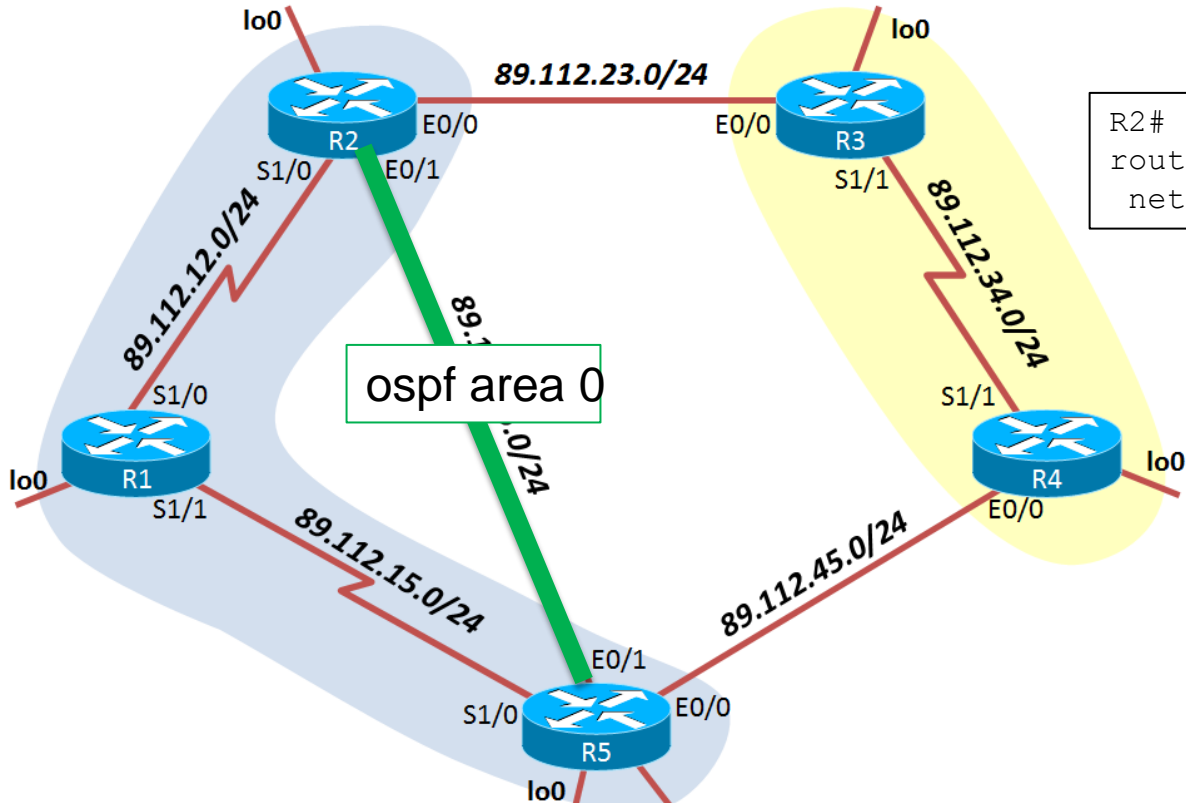 lo0
lo0
89.112.23.0/24
R2
E0/0
E0/0
R3
S1/0
E0/1
S1/1
R2#
89.112.12.0/24
89.112.34.0/24
ospf area 0
.0/24
S1/0
S1/1
R1
R4
lo0
lo0
S1/1
E0/0
89.112.15.0/24
89.112.45.0/24
E0/1
S1/0
E0/0
R5
lo0